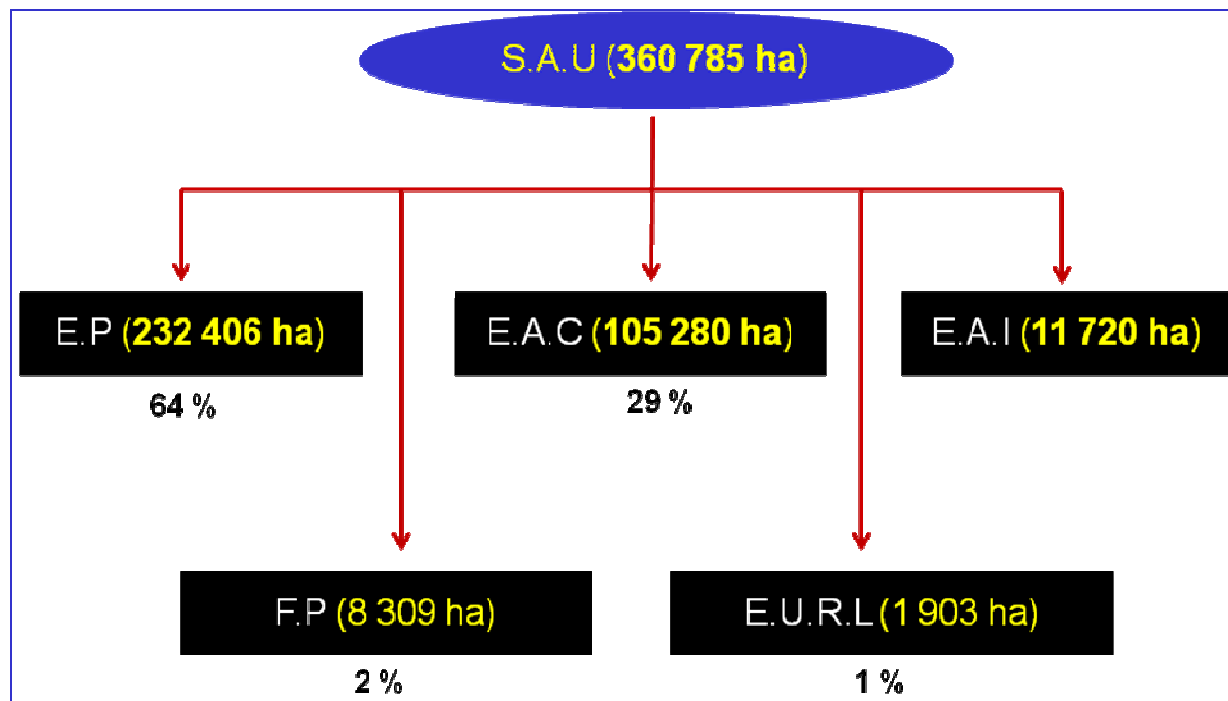 S.A.U (360 785 ha)
E.P (232 406 ha)
E.A.C (105 280 ha)
E.A.I (11 720 ha)
64 %
29 %
F.P (8 309 ha)
E.U.R.L (1 903 ha)
2 %
1 %